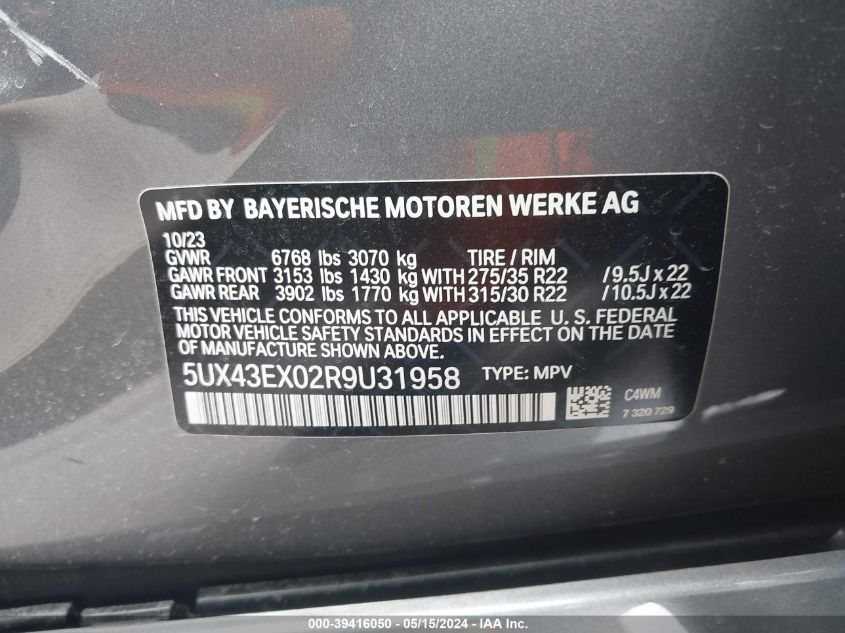 MFD BY BAYERISCHE MOTOREN WERKE AG
10/23
GVWR 6768 lbs 3070 kg TIRE / RIM
GAWR FRONT 3153 lbs 1430 kg WITH 275/35 R22 /9.5J x 22
GAWR REAR 3902 lbs 1770 kg WITH 315/30 R22 /10.5J x 22
THIS VEHICLE CONFORMS TO ALL APPLICABLE U. S. FEDERAL
MOTOR VEHICLE SAFETY STANDARDS IN EFFECT ON THE DATE
OF MANUFACTURE SHOWN ABOVE.
5UX43EX02R9U31958 TYPE: MPV
C4WM
7 320 729
000-39416050 - 05/15/2024 - IAA Inc.